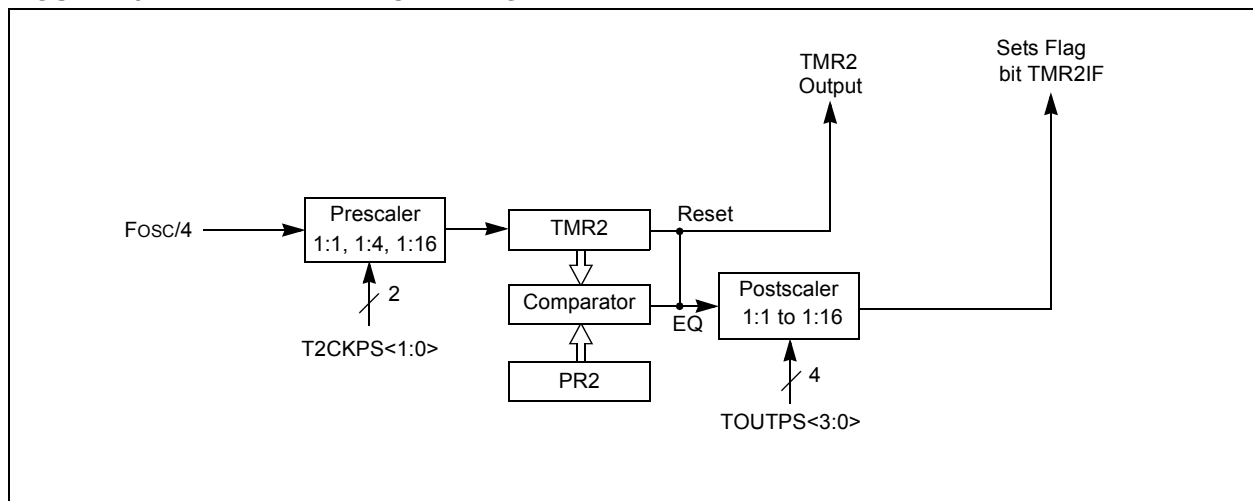 TMR2
Output
Sets Flag
bit TMR2IF
Fosc/4
Prescaler
1:1, 1:4, 1:16
2
T2CKPS<1:0>
TMR2
Reset
Comparator
EQ
PR2
Postscaler
1:1 to 1:16
4
TOUTPS<3:0>